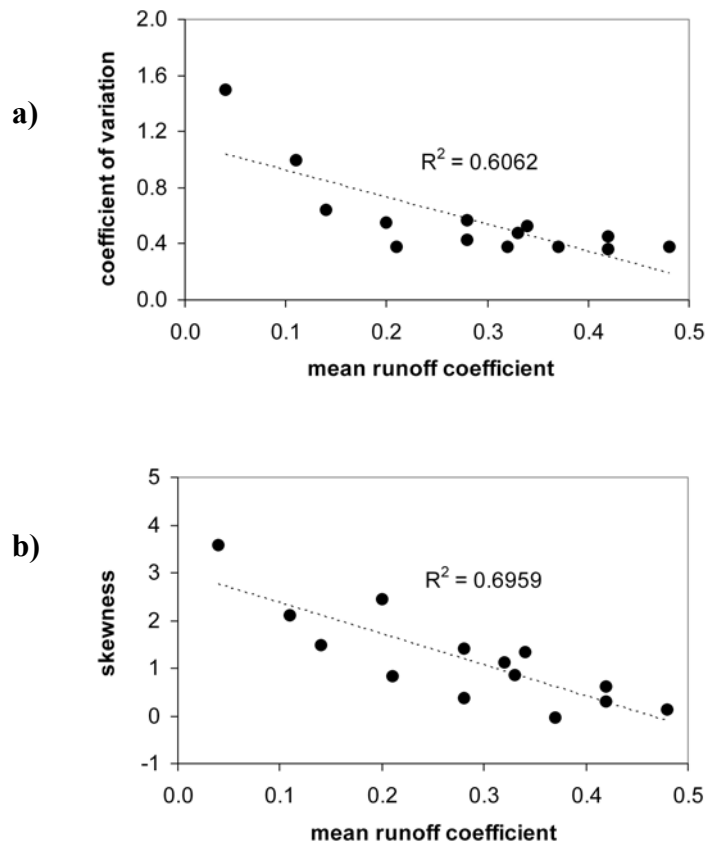 a)
coefficient of variation
2.0
1.6
1.2
0.8
0.4
0.0
R² = 0.6062
0.0 0.1 0.2 0.3 0.4 0.5
mean runoff coefficient
b)
skewness
5
4
3
2
1
0
-1
R² = 0.6959
0.0 0.1 0.2 0.3 0.4 0.5
mean runoff coefficient